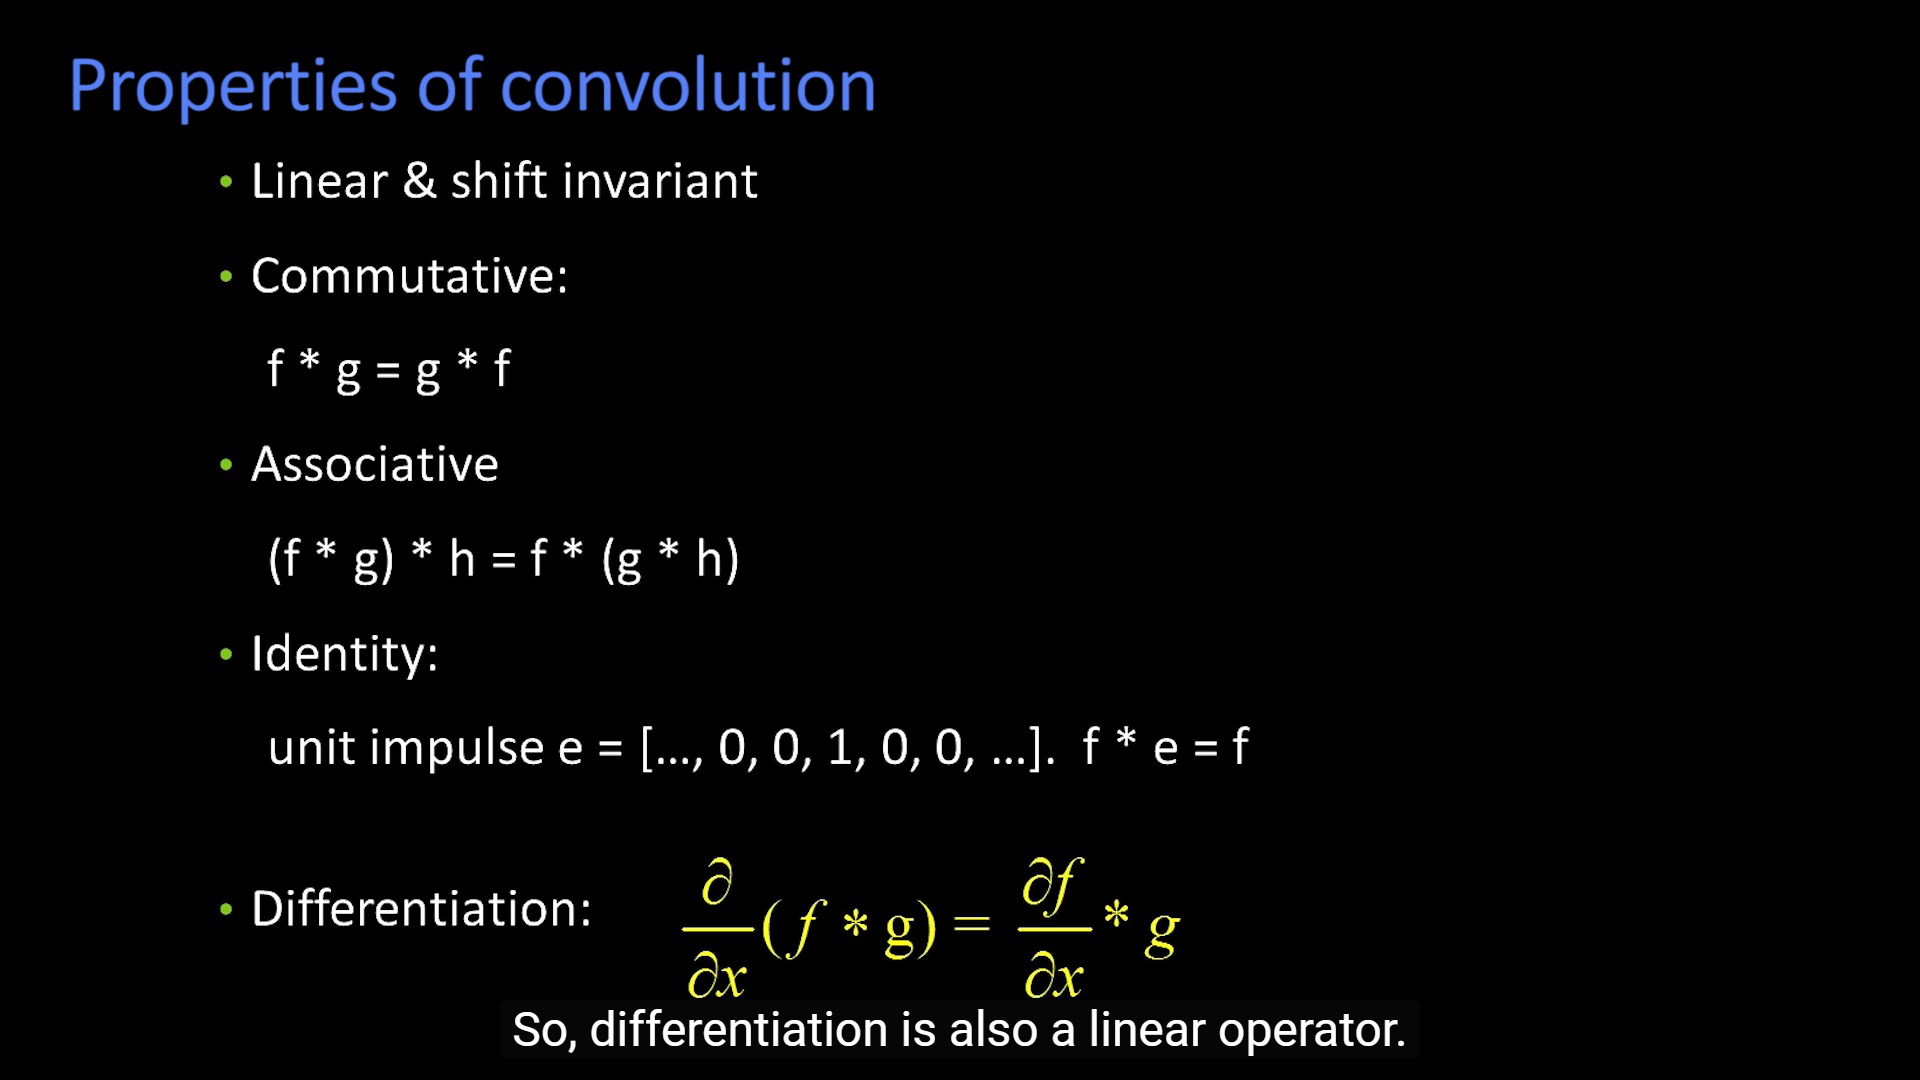 Properties of convolution
• Linear & shift invariant
• Commutative:
f * g = g * f
• Associative
(f * g) * h = f * (g * h)
• Identity:
unit impulse e = […, 0, 0, 1, 0, 0, …].  f * e = f
• Differentiation: ∂/∂x (f * g) = ∂f/∂x * g
So, differentiation is also a linear operator.